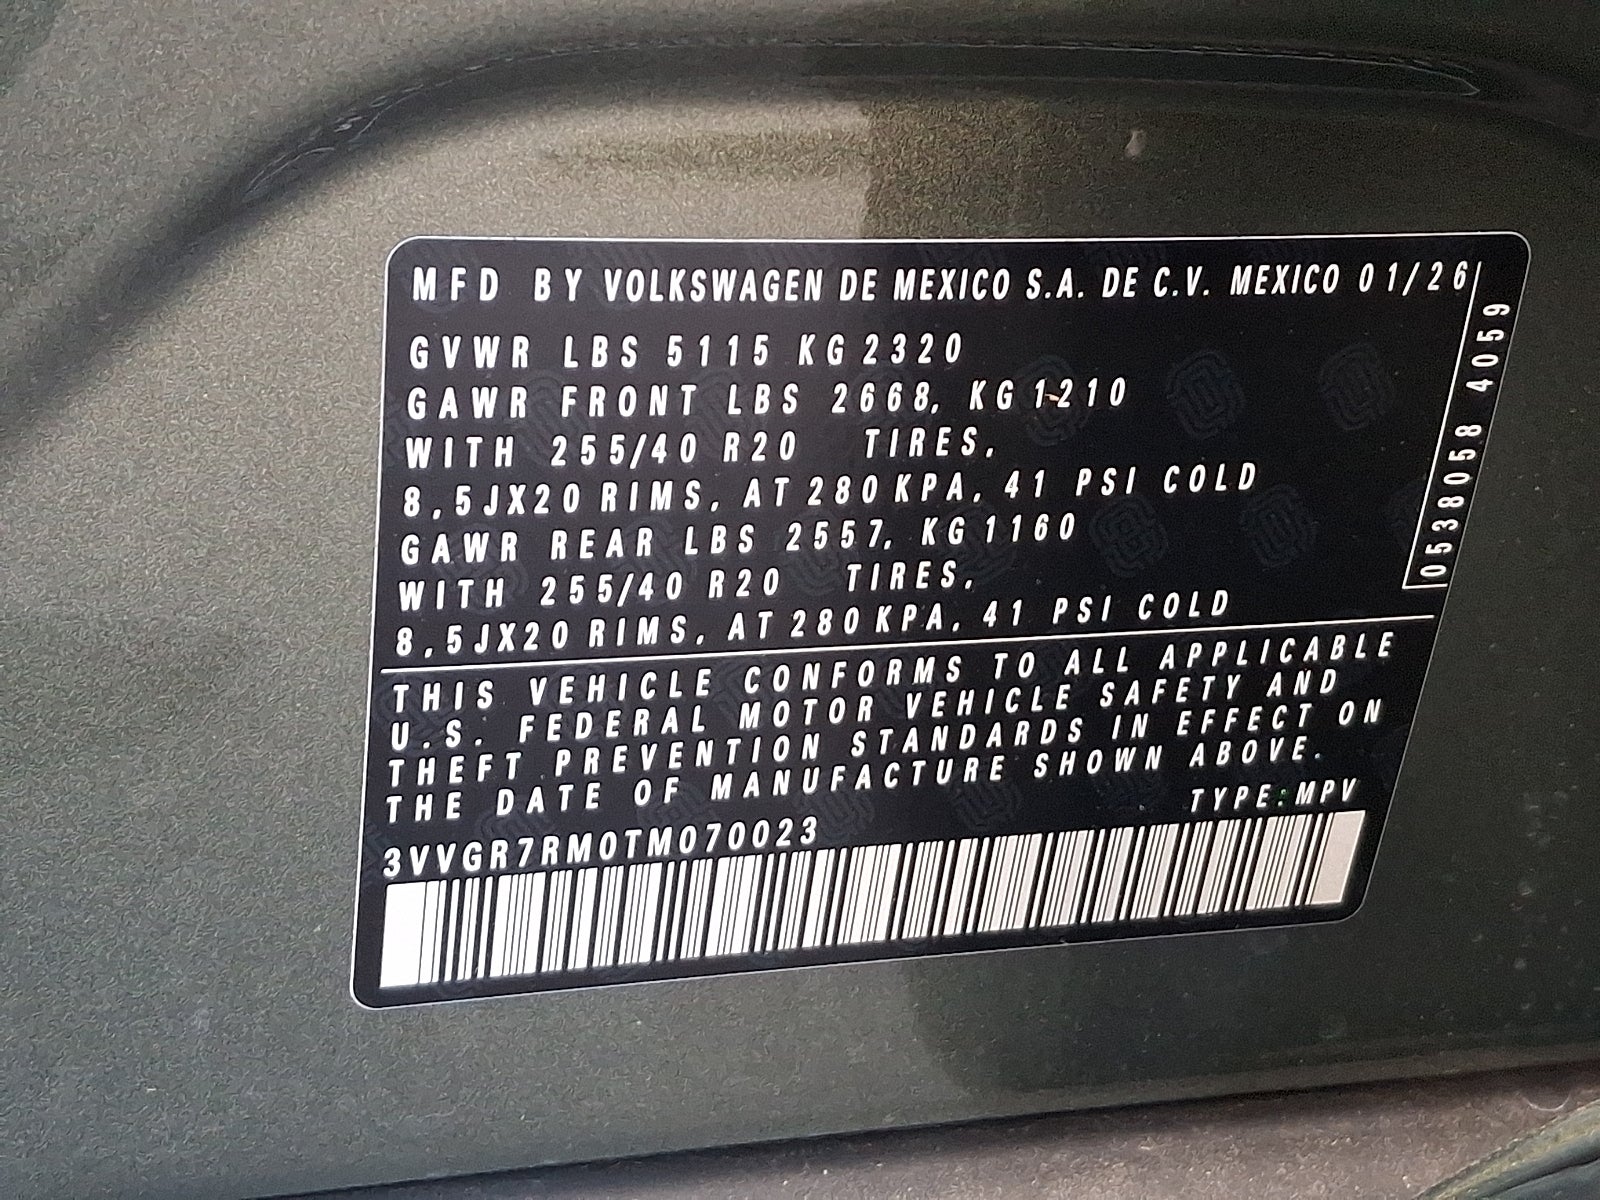 MFD BY VOLKSWAGEN DE MEXICO S.A. DE C.V. MEXICO 01/26
GVWR LBS 5115 KG 2320
GAWR FRONT LBS 2668, KG 1210
WITH 255/40 R20 TIRES,
8,5JX20 RIMS, AT 280 KPA, 41 PSI COLD
GAWR REAR LBS 2557, KG 1160
WITH 255/40 R20 TIRES,
8,5JX20 RIMS, AT 280 KPA, 41 PSI COLD
0538058 4059
THIS VEHICLE CONFORMS TO ALL APPLICABLE
U.S. FEDERAL MOTOR VEHICLE SAFETY AND
THEFT PREVENTION STANDARDS IN EFFECT ON
THE DATE OF MANUFACTURE SHOWN ABOVE.
TYPE:MPV
3VVGR7RM0TM070023